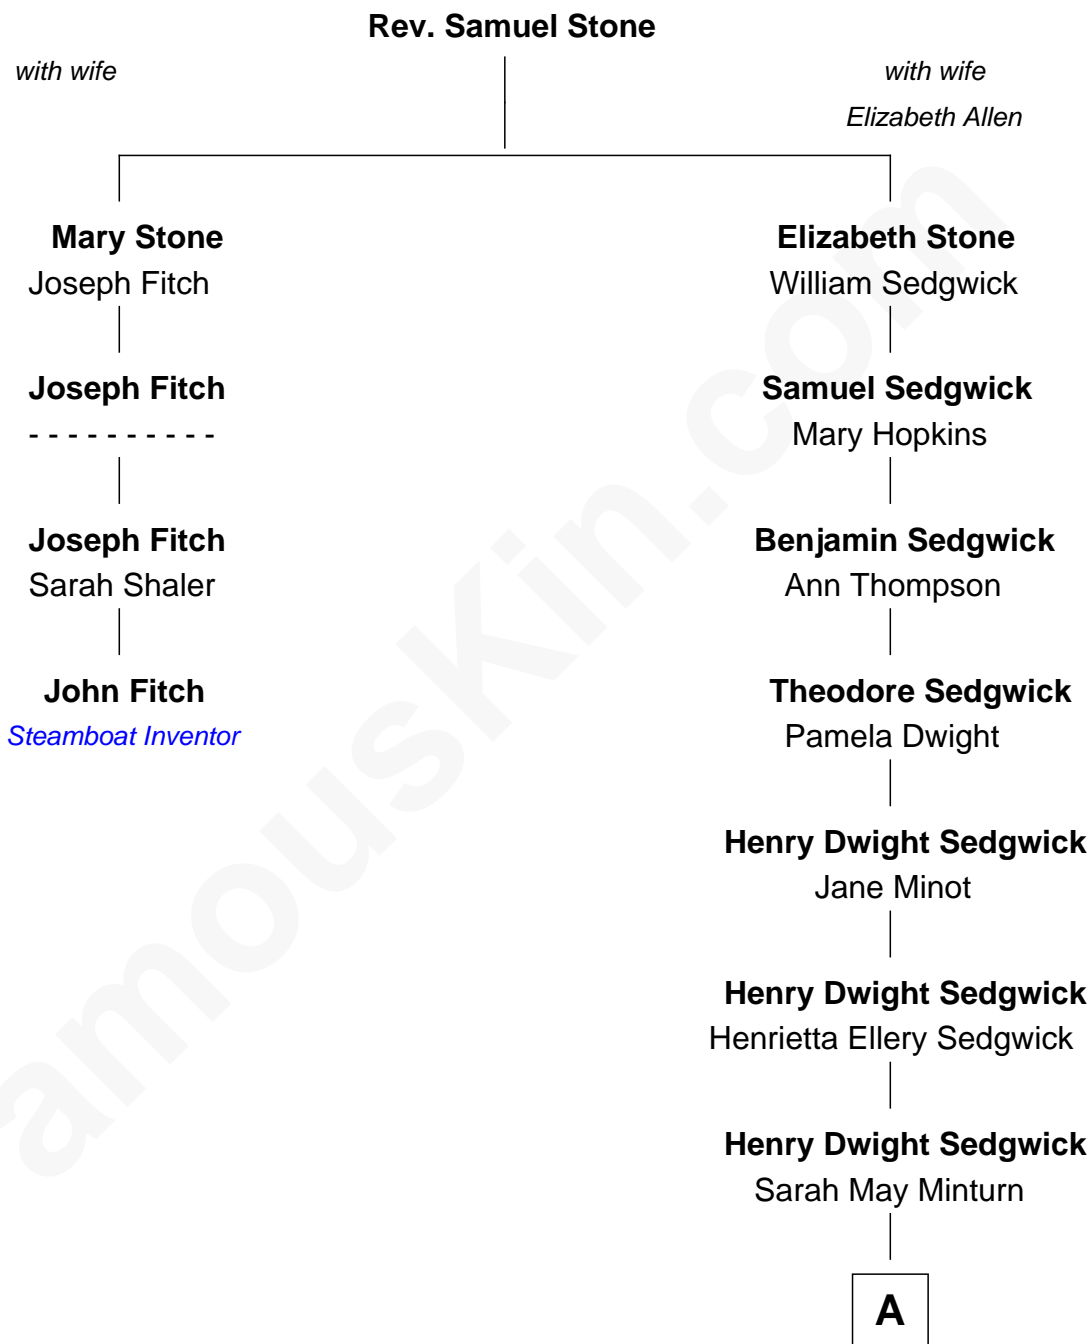 Rev. Samuel Stone
with wife
with wife
Elizabeth Allen
Mary Stone
Joseph Fitch
Elizabeth Stone
William Sedgwick
Joseph Fitch
- - - - - - - - - -
Samuel Sedgwick
Mary Hopkins
Joseph Fitch
Sarah Shaler
Benjamin Sedgwick
Ann Thompson
John Fitch
Steamboat Inventor
Theodore Sedgwick
Pamela Dwight
Henry Dwight Sedgwick
Jane Minot
Henry Dwight Sedgwick
Henrietta Ellery Sedgwick
Henry Dwight Sedgwick
Sarah May Minturn
A
amousKin.com